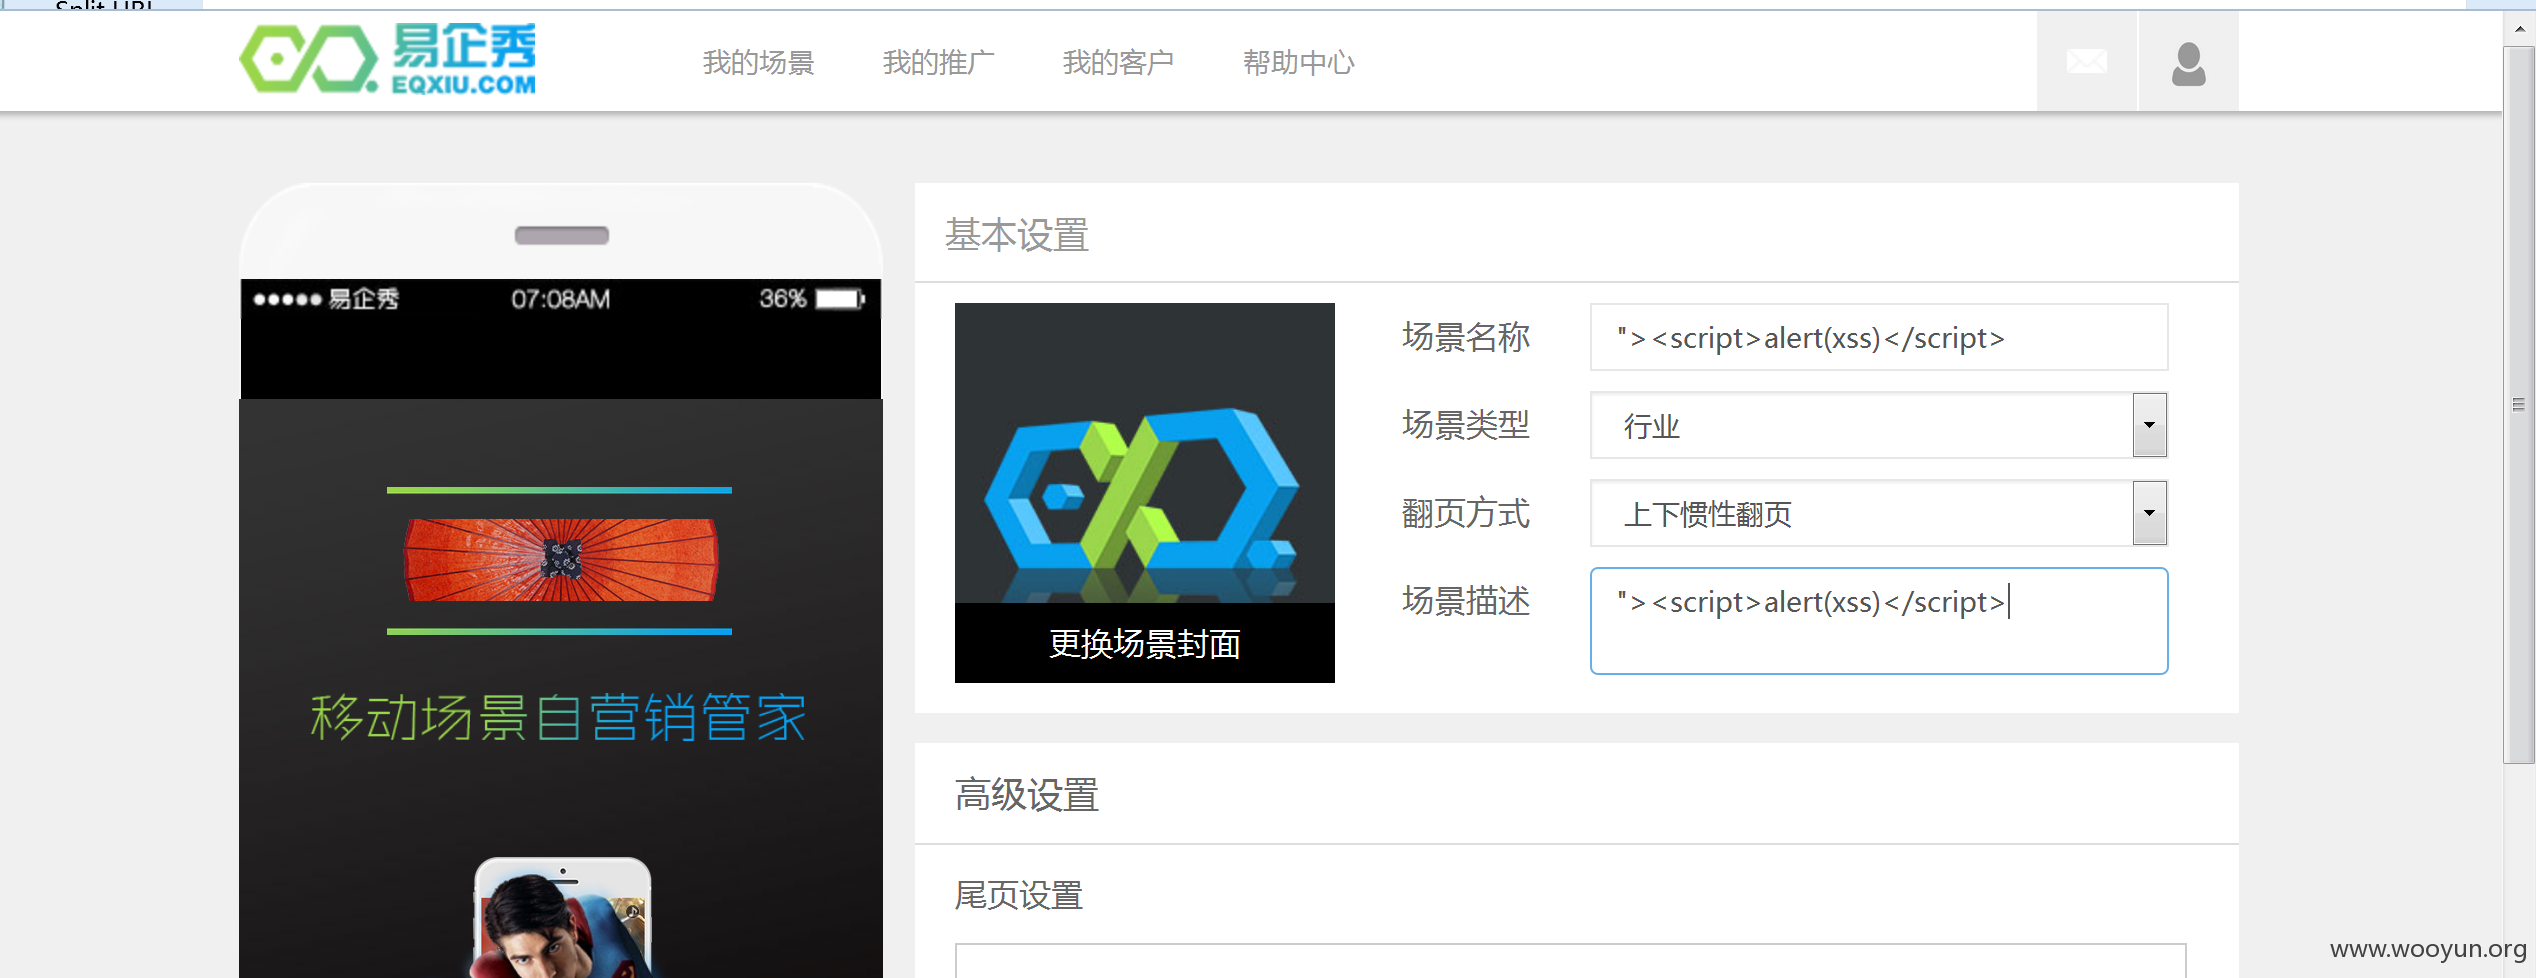 Split URL
易企秀
EQXIU.COM
我的场景
我的推广
我的客户
帮助中心
易企秀 07:08AM 36%
移动场景自营销管家
基本设置
更换场景封面
场景名称 "><script>alert(xss)</script>
场景类型 行业
翻页方式 上下惯性翻页
场景描述 "><script>alert(xss)</script>
高级设置
尾页设置
www.wooyun.org